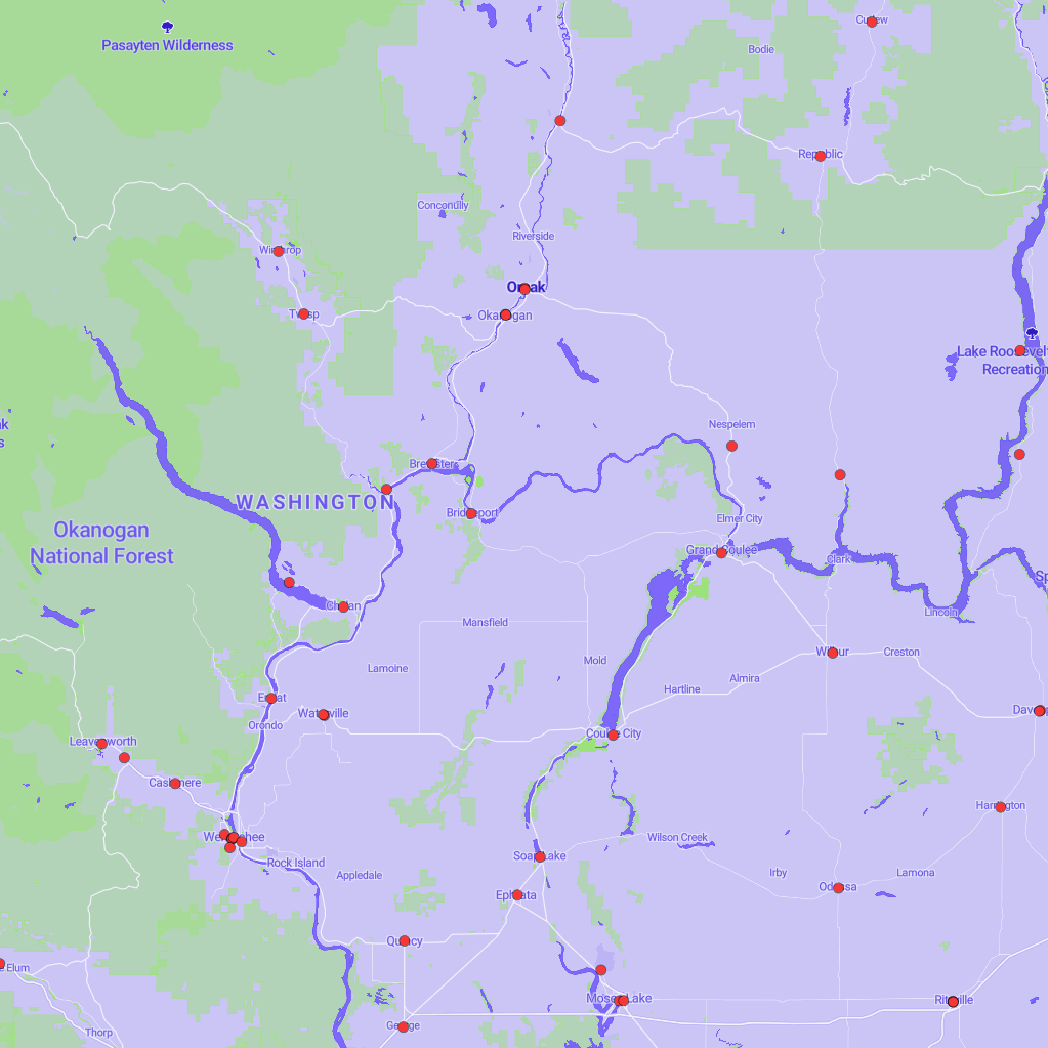 Curlew
Pasayten Wilderness
Bodie
Republic
Conconully
Riverside
Winthrop
Omak
Twisp
Okanogan
Lake Roosevelt
Recreation
Nespelem
Brewster
WASHINGTON
Bridgeport
Elmer City
Okanogan
National Forest
Grand Coulee
Clark
Chelan
Lincoln
Mansfield
Wilbur
Creston
Mold
Lamoine
Almira
Hartline
Entiat
Waterville
Orondo
Coulee City
Leavenworth
Cashmere
Harrington
Wenatchee
Wilson Creek
Soap Lake
Rock Island
Appledale
Irby
Lamona
Odessa
Ephrata
Quincy
Elum
Moses Lake
Ritzville
George
Thorp